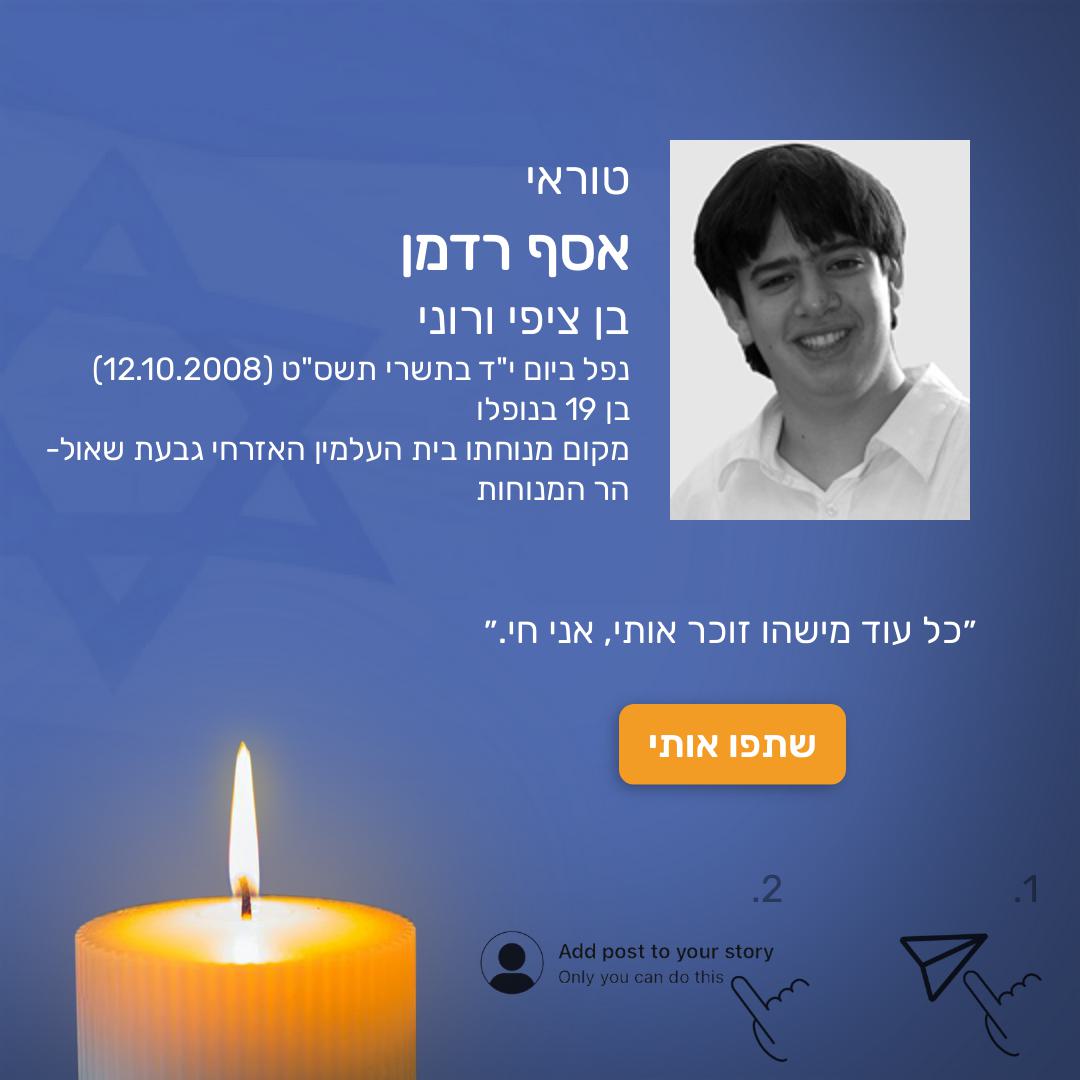 טוראי
אסף רדמן
בן ציפי ורוני
נפל ביום י"ד בתשרי תשס"ט (12.10.2008)
בן 19 בנופלו
מקום מנוחתו בית העלמין האזרחי גבעת שאול-
הר המנוחות
״כל עוד מישהו זוכר אותי, אני חי.״
שתפו אותי
1.
2.
Add post to your story
Only you can do this